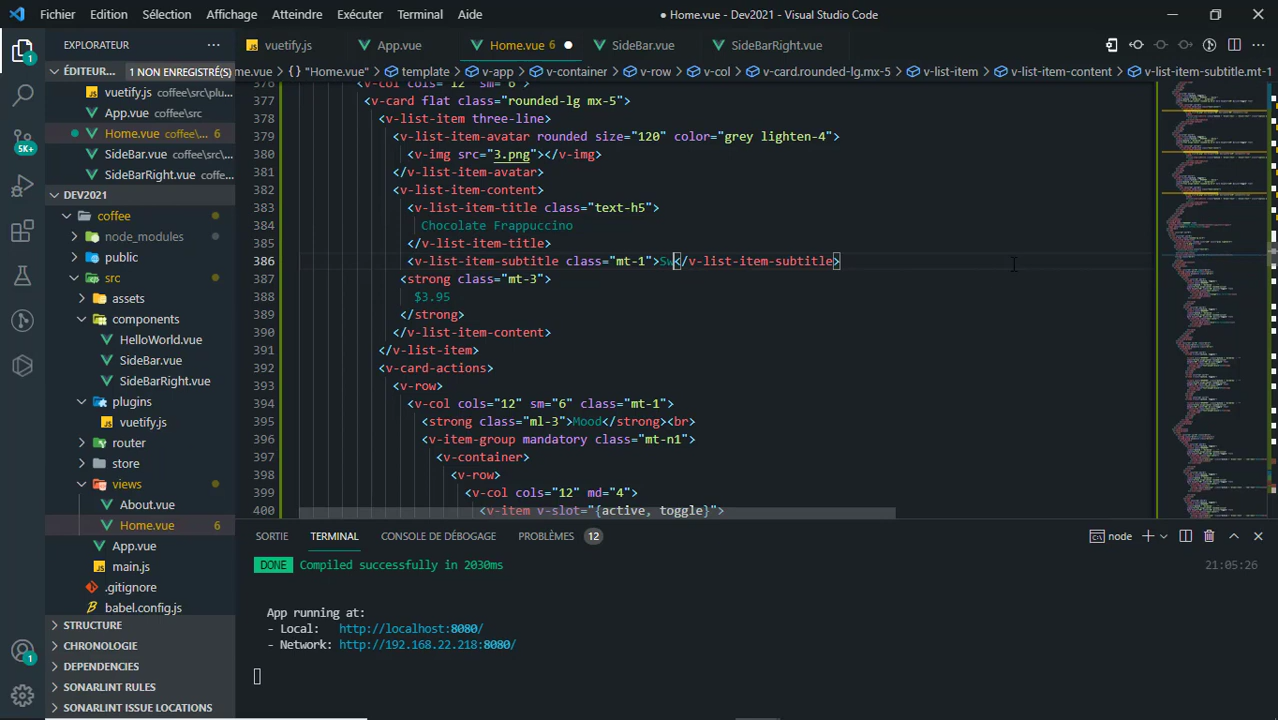 Fichier Edition Sélection Affichage Atteindre Exécuter Terminal Aide ● Home.vue - Dev2021 - Visual Studio Code
EXPLORATEUR ··· vuetify.js App.vue Home.vue 6 ● SideBar.vue SideBarRight.vue
ÉDITEUR... 1 NON ENREGISTRÉ(S) me.vue > {} "Home.vue" > template > v-app > v-container > v-row > v-col > v-card.rounded-lg.mx-5 > v-list-item > v-list-item-content > v-list-item-subtitle.mt-1
vuetify.js coffee\src\plu...
App.vue coffee\src
Home.vue coffee\... 6
SideBar.vue coffee\src\...
SideBarRight.vue coffe...
DEV2021
coffee
node_modules
public
src
assets
components
HelloWorld.vue
SideBar.vue
SideBarRight.vue
plugins
vuetify.js
router
store
views
About.vue
Home.vue 6
App.vue
main.js
.gitignore
babel.config.js
STRUCTURE
CHRONOLOGIE
DEPENDENCIES
SONARLINT RULES
SONARLINT ISSUE LOCATIONS
1
5K+
1
376 <v-col cols="12" sm="6">
377 <v-card flat class="rounded-lg mx-5">
378 <v-list-item three-line>
379 <v-list-item-avatar rounded size="120" color="grey lighten-4">
380 <v-img src="3.png"></v-img>
381 </v-list-item-avatar>
382 <v-list-item-content>
383 <v-list-item-title class="text-h5">
384 Chocolate Frappuccino
385 </v-list-item-title>
386 <v-list-item-subtitle class="mt-1">Sw</v-list-item-subtitle>
387 <strong class="mt-3">
388 $3.95
389 </strong>
390 </v-list-item-content>
391 </v-list-item>
392 <v-card-actions>
393 <v-row>
394 <v-col cols="12" sm="6" class="mt-1">
395 <strong class="ml-3">Mood</strong><br>
396 <v-item-group mandatory class="mt-n1">
397 <v-container>
398 <v-row>
399 <v-col cols="12" md="4">
400 <v-item v-slot="{active, toggle}">
SORTIE TERMINAL CONSOLE DE DÉBOGAGE PROBLÈMES 12 node
DONE Compiled successfully in 2030ms 21:05:26
App running at:
- Local: http://localhost:8080/
- Network: http://192.168.22.218:8080/